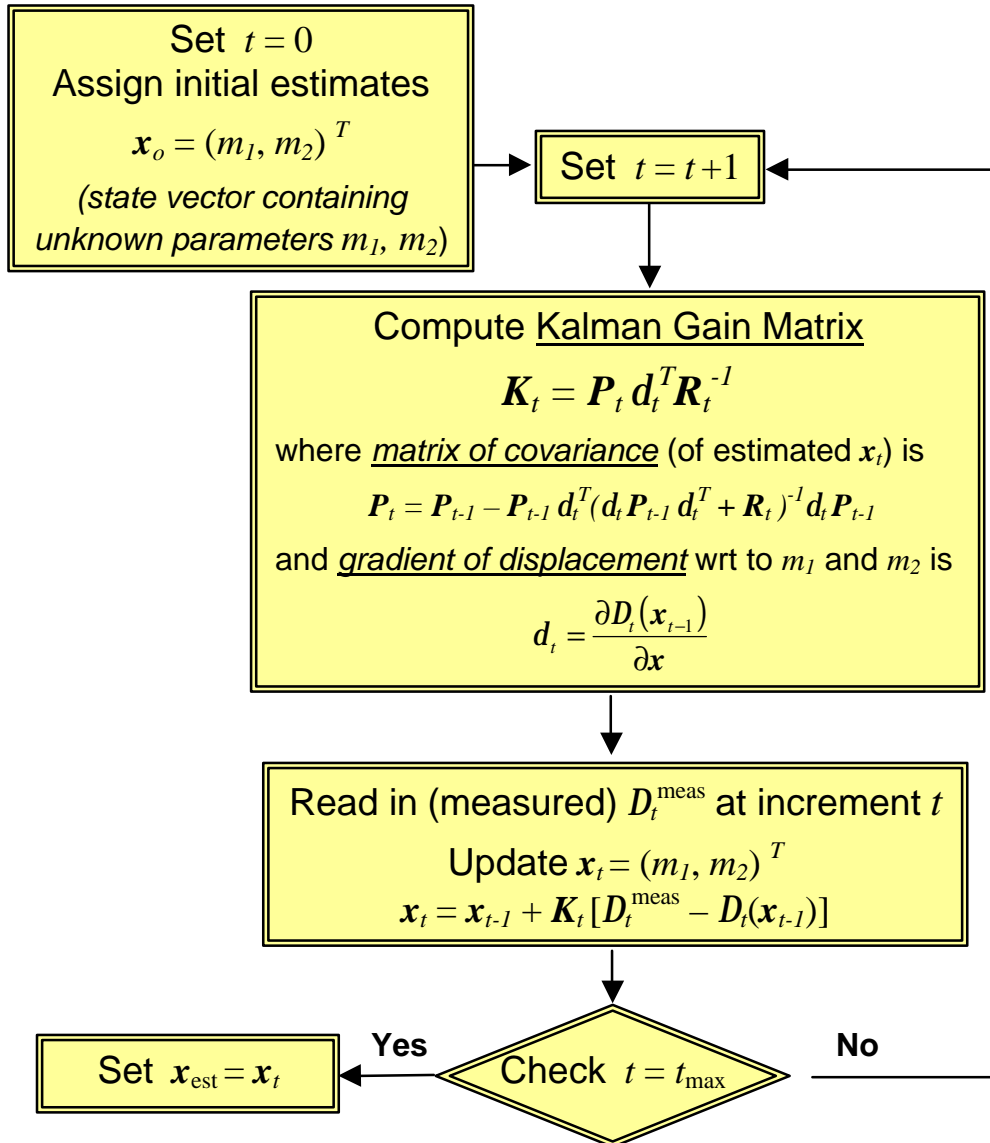 Set t = 0
Assign initial estimates
x_o = (m_1, m_2)^T
(state vector containing
unknown parameters m_1, m_2)
Set t = t+1
Compute Kalman Gain Matrix
K_t = P_t d_t^T R_t^-1
where matrix of covariance (of estimated x_t) is
P_t = P_t-1 – P_t-1 d_t^T (d_t P_t-1 d_t^T + R_t)^-1 d_t P_t-1
and gradient of displacement wrt to m_1 and m_2 is
d_t = ∂D_t(x_t−1) / ∂x
Read in (measured) D_t^meas at increment t
Update x_t = (m_1, m_2)^T
x_t = x_t-1 + K_t [D_t^meas – D_t(x_t-1)]
Yes
No
Set x_est = x_t
Check t = t_max